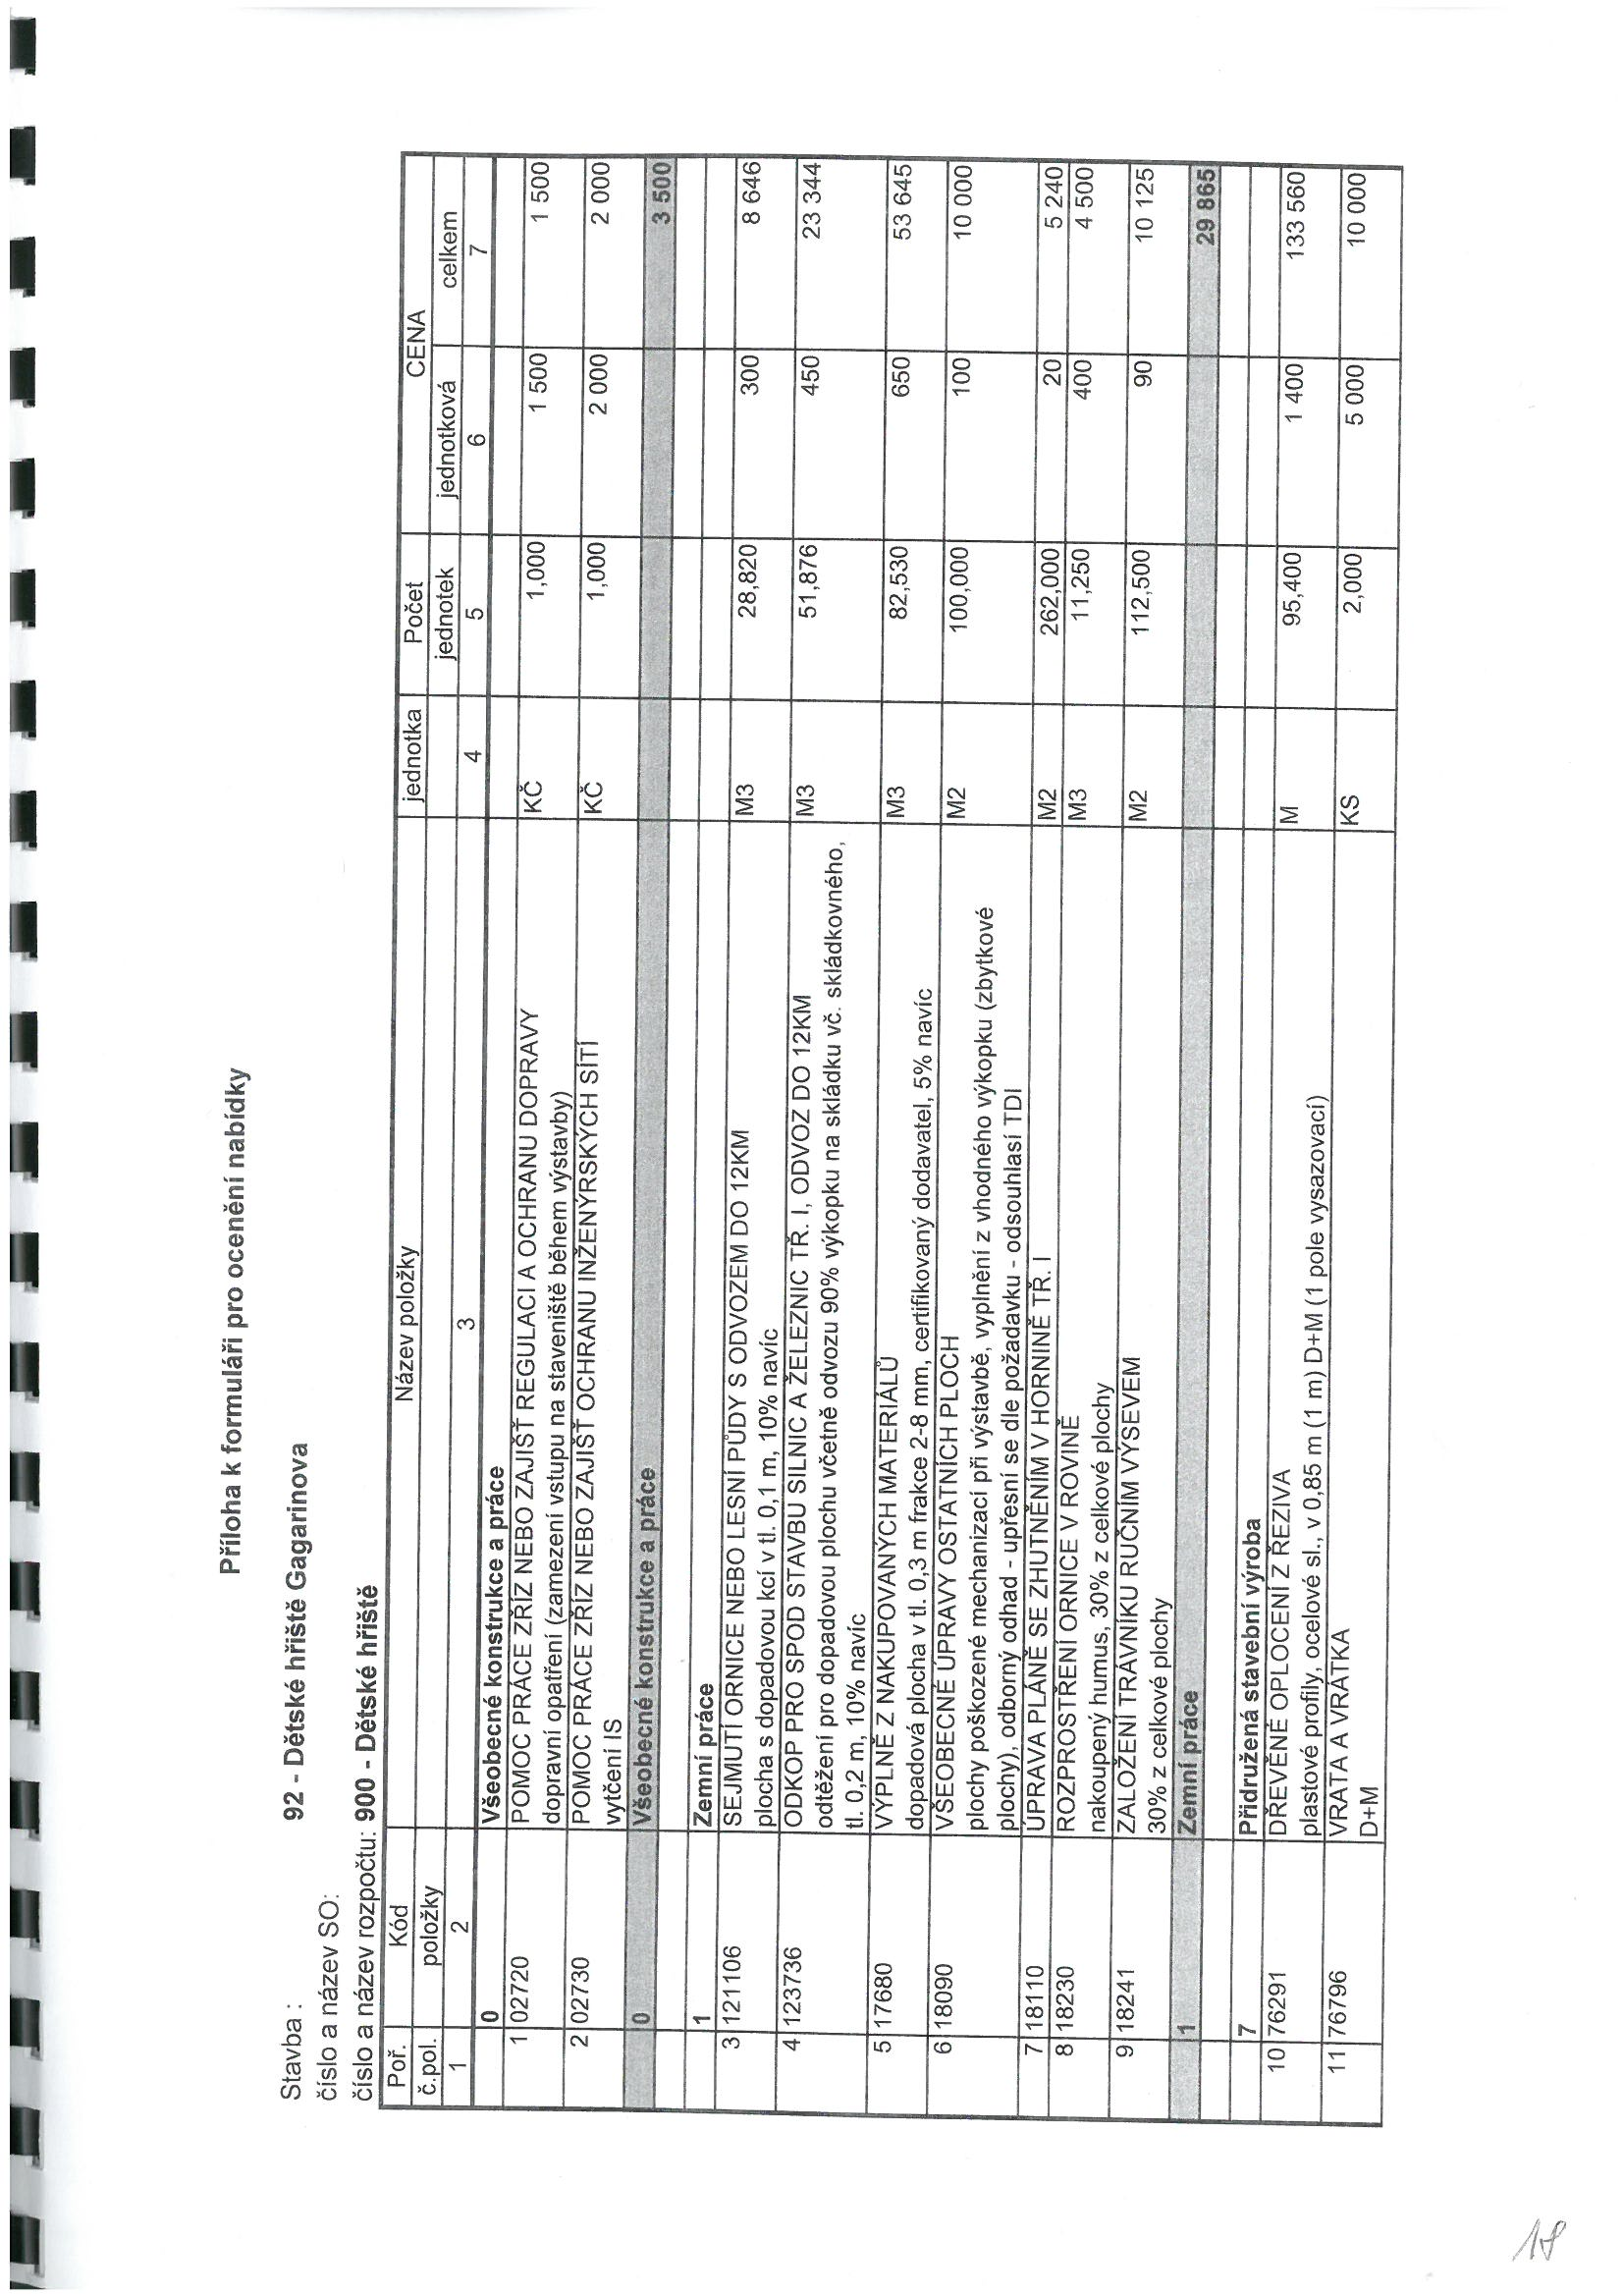 Příloha k formuláři pro ocenění nabídky
Stavba : 92 - Dětské hřiště Gagarinova
číslo a název SO:
číslo a název rozpočtu: 900 - Dětské hřiště
Poř. Kód Název položky jednotka Počet CENA
č.pol. položky jednotek jednotková celkem
1 2 3 4 5 6 7
0 Všeobecné konstrukce a práce
1 02720 POMOC PRÁCE ZŘÍZ NEBO ZAJIŠŤ REGULACI A OCHRANU DOPRAVY KČ 1,000 1 500 1 500
dopravní opatření (zamezení vstupu na staveniště během výstavby)
2 02730 POMOC PRÁCE ZŘÍZ NEBO ZAJIŠŤ OCHRANU INŽENÝRSKÝCH SÍTÍ KČ 1,000 2 000 2 000
vytčení IS
0 Všeobecné konstrukce a práce 3 500
1 Zemní práce
3 121106 SEJMUTÍ ORNICE NEBO LESNÍ PŮDY S ODVOZEM DO 12KM M3 28,820 300 8 646
plocha s dopadovou kcí v tl. 0,1 m, 10% navíc
4 123736 ODKOP PRO SPOD STAVBU SILNIC A ŽELEZNIC TŘ. I, ODVOZ DO 12KM M3 51,876 450 23 344
odtěžení pro dopadovou plochu včetně odvozu 90% výkopku na skládku vč. skládkovného,
tl. 0,2 m, 10% navíc
5 17680 VÝPLNĚ Z NAKUPOVANÝCH MATERIÁLŮ M3 82,530 650 53 645
dopadová plocha v tl. 0,3 m frakce 2-8 mm, certifikovaný dodavatel, 5% navíc
6 18090 VŠEOBECNÉ ÚPRAVY OSTATNÍCH PLOCH M2 100,000 100 10 000
plochy poškozené mechanizací při výstavbě, vyplnění z vhodného výkopku (zbytkové
plochy), odborný odhad - upřesní se dle požadavku - odsouhlasí TDI
7 18110 ÚPRAVA PLÁNĚ SE ZHUTNĚNÍM V HORNINĚ TŘ. I M2 262,000 20 5 240
8 18230 ROZPROSTŘENÍ ORNICE V ROVINĚ M3 11,250 400 4 500
nakoupený humus, 30% z celkové plochy
9 18241 ZALOŽENÍ TRÁVNÍKU RUČNÍM VÝSEVEM M2 112,500 90 10 125
30% z celkové plochy
1 Zemní práce 29 865
7 Přidružená stavební výroba
10 76291 DŘEVĚNÉ OPLOCENÍ Z ŘEZIVA M 95,400 1 400 133 560
plastové profily, ocelové sl., v 0,85 m (1 m) D+M (1 pole vysazovací)
11 76796 VRATA A VRÁTKA KS 2,000 5 000 10 000
D+M